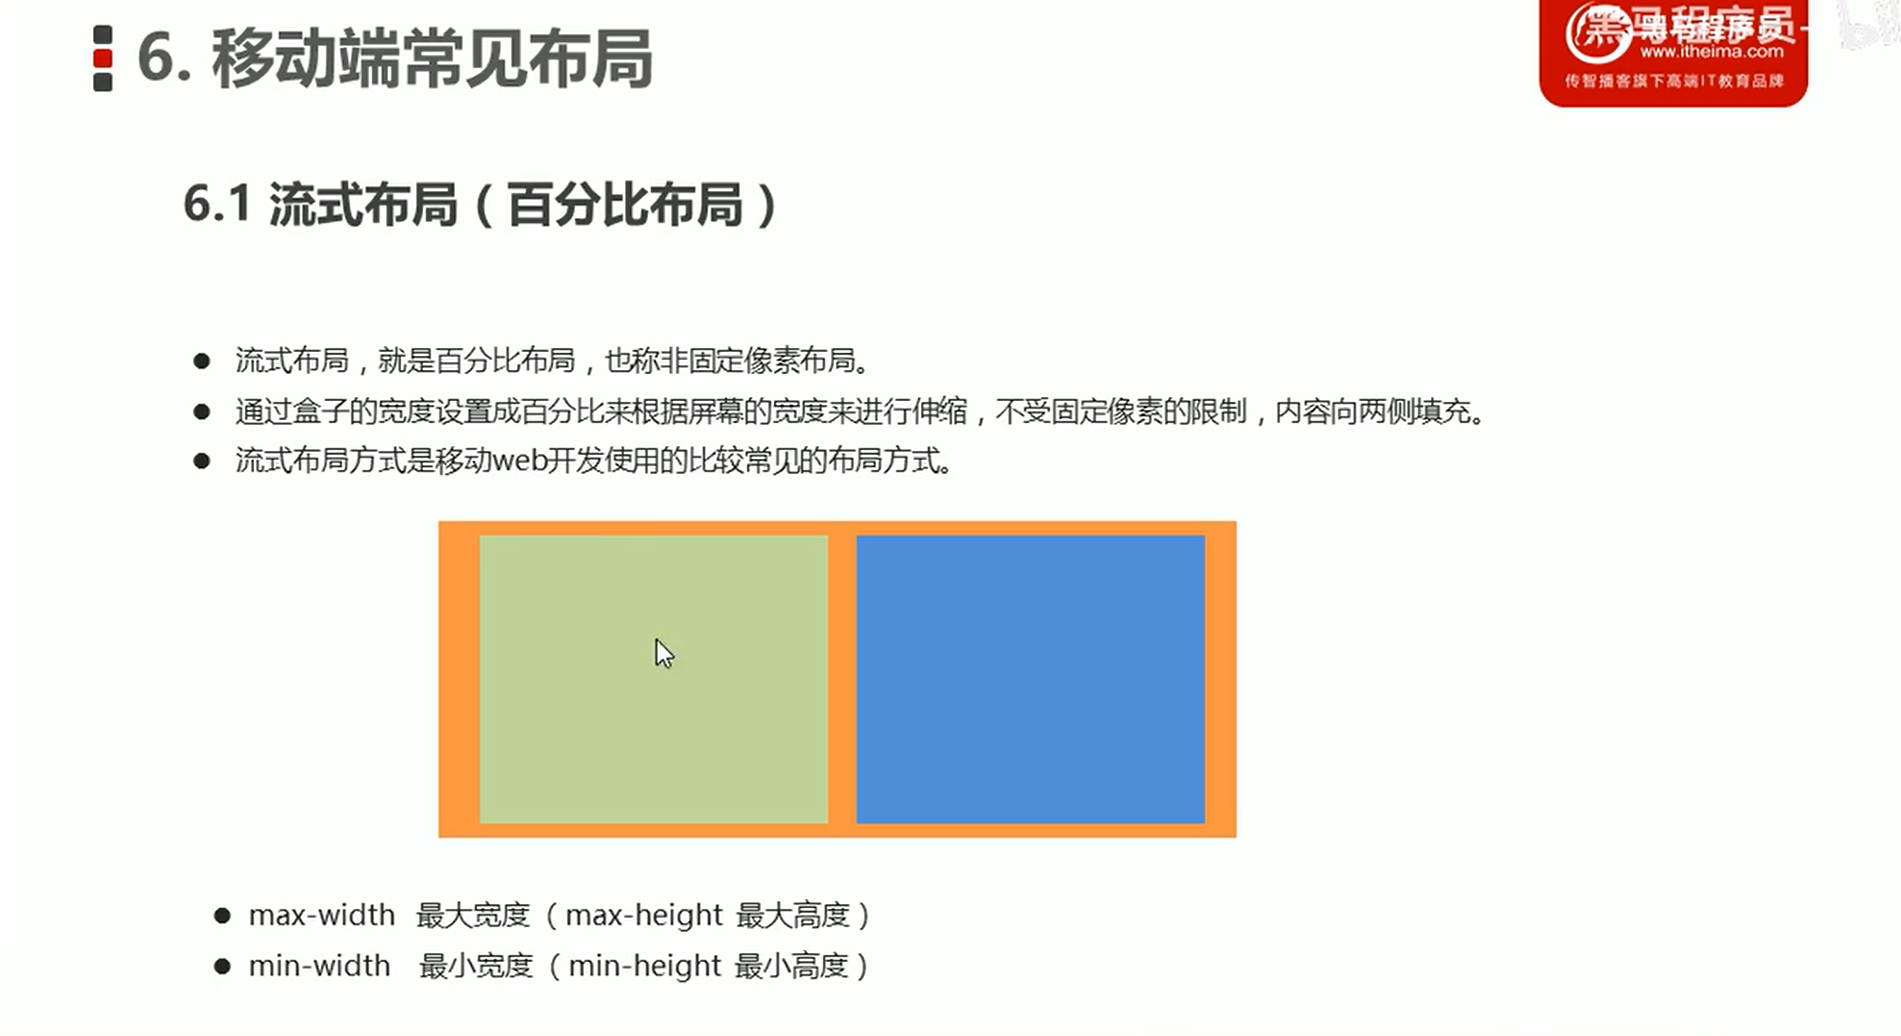 6. 移动端常见布局
黑马程序员
www.itheima.com
传智播客旗下高端IT教育品牌
6.1 流式布局（百分比布局）
流式布局，就是百分比布局，也称非固定像素布局。
通过盒子的宽度设置成百分比来根据屏幕的宽度来进行伸缩，不受固定像素的限制，内容向两侧填充。
流式布局方式是移动web开发使用的比较常见的布局方式。
max-width 最大宽度（max-height 最大高度）
min-width 最小宽度（min-height 最小高度）